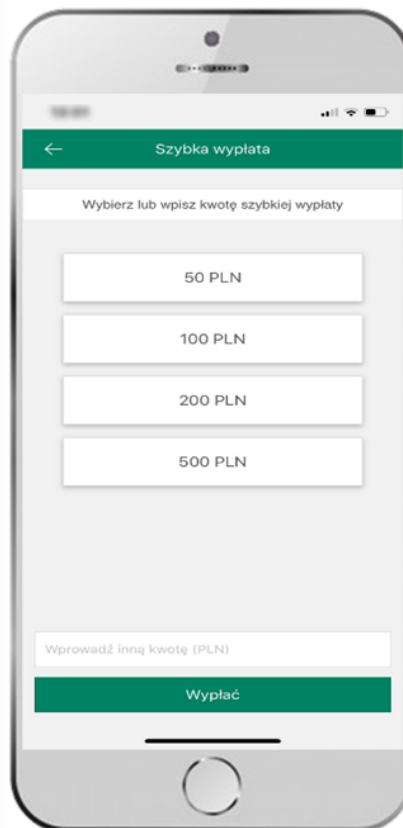 Szybka wypłata
Wybierz lub wpisz kwotę szybkiej wypłaty
50 PLN
100 PLN
200 PLN
500 PLN
Wprowadź inną kwotę (PLN)
Wypłać